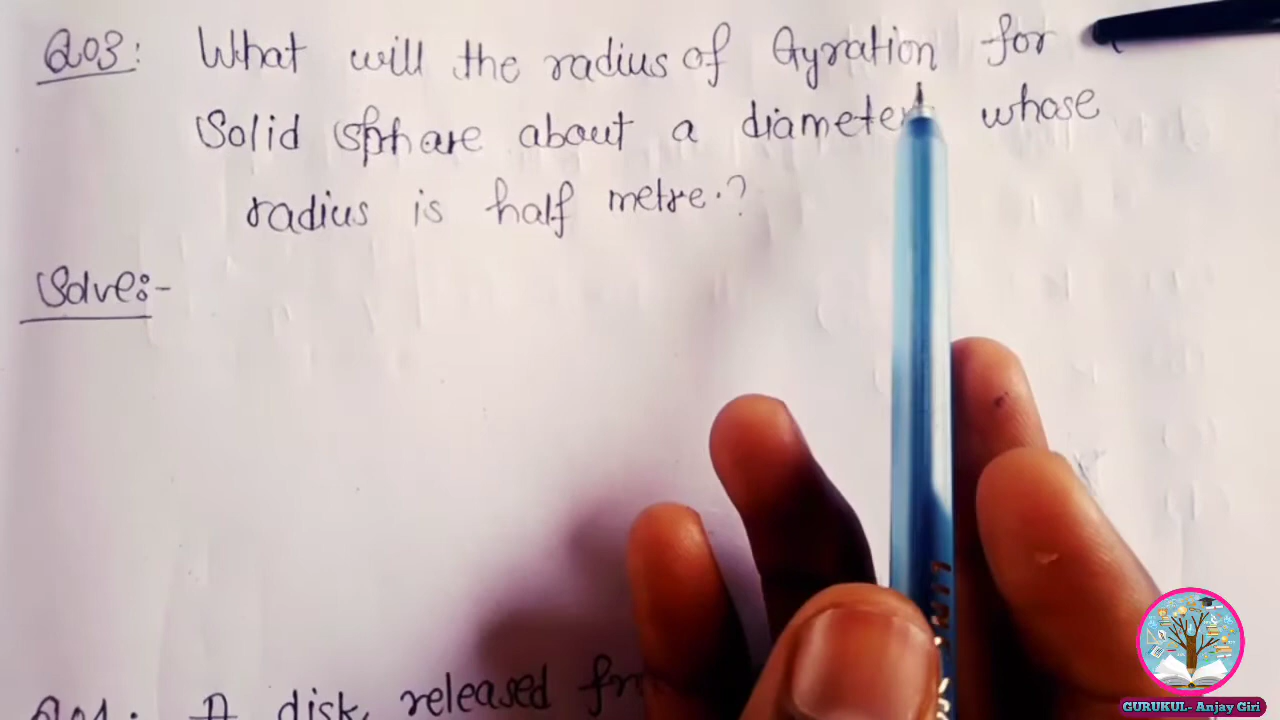 Q03: What will the radius of Gyration for
Solid Sphare about a diameter whose
radius is half metre.?
Solve:-
A disk released
GURUKUL- Anjay Giri